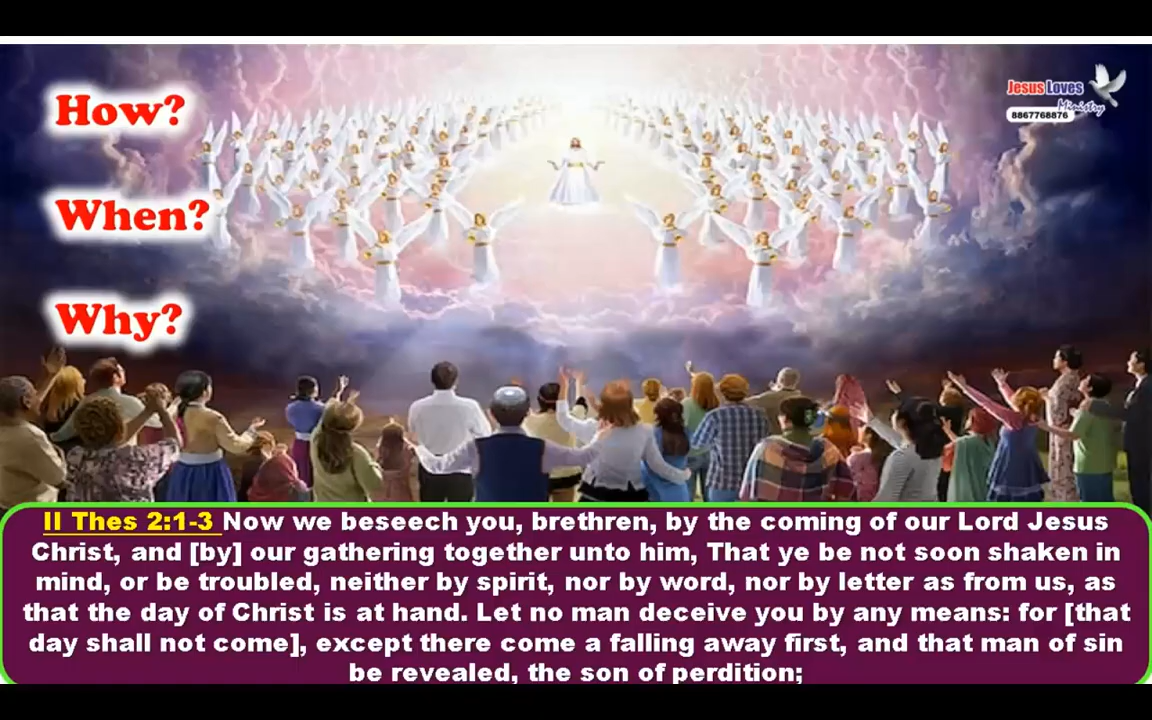 How?
When?
Why?
Jesus Loves
Ministry
8867768876
II Thes 2:1-3 Now we beseech you, brethren, by the coming of our Lord Jesus
Christ, and [by] our gathering together unto him, That ye be not soon shaken in
mind, or be troubled, neither by spirit, nor by word, nor by letter as from us, as
that the day of Christ is at hand. Let no man deceive you by any means: for [that
day shall not come], except there come a falling away first, and that man of sin
be revealed, the son of perdition;